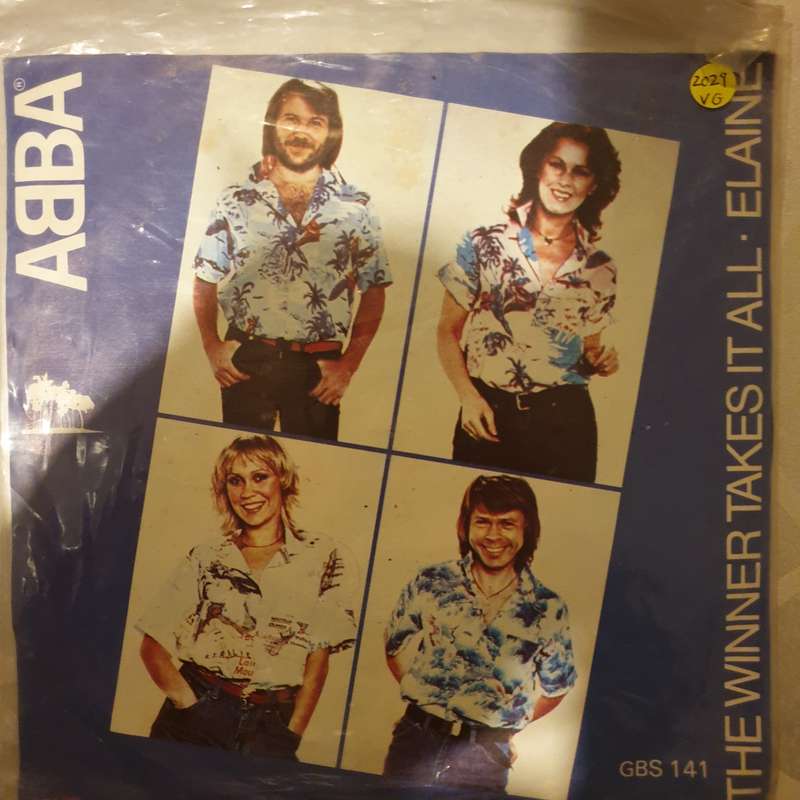 ABBA®
2029
VG
THE WINNER TAKES IT ALL · ELAINE
GBS 141